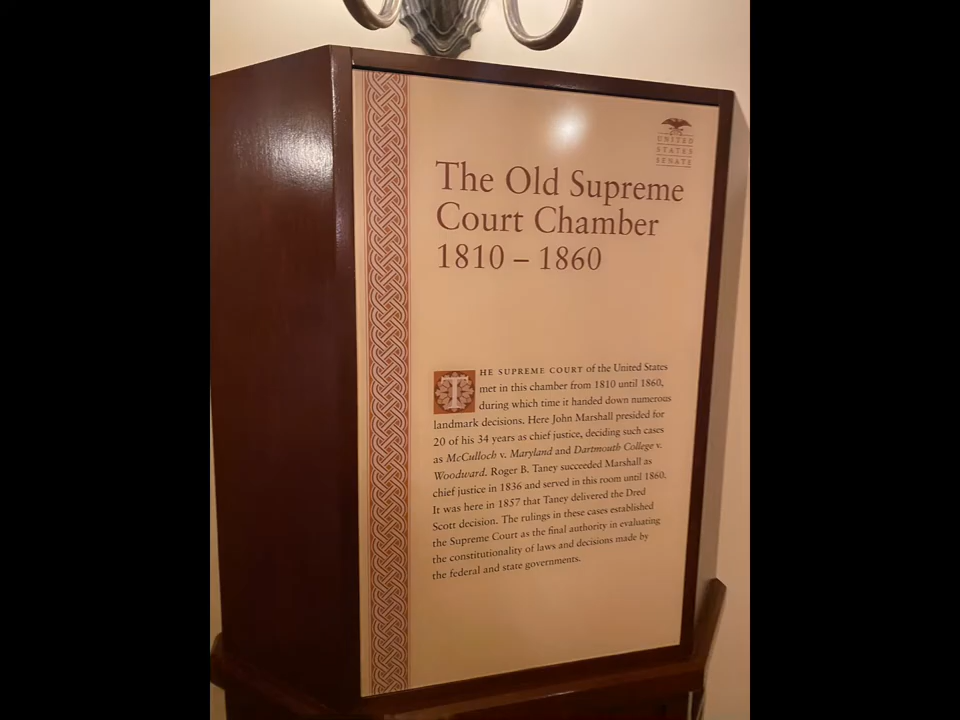 UNITED
STATES
SENATE
The Old Supreme
Court Chamber
1810 – 1860
THE SUPREME COURT of the United States
met in this chamber from 1810 until 1860,
during which time it handed down numerous
landmark decisions. Here John Marshall presided for
20 of his 34 years as chief justice, deciding such cases
as McCulloch v. Maryland and Dartmouth College v.
Woodward. Roger B. Taney succeeded Marshall as
chief justice in 1836 and served in this room until 1860.
It was here in 1857 that Taney delivered the Dred
Scott decision. The rulings in these cases established
the Supreme Court as the final authority in evaluating
the constitutionality of laws and decisions made by
the federal and state governments.